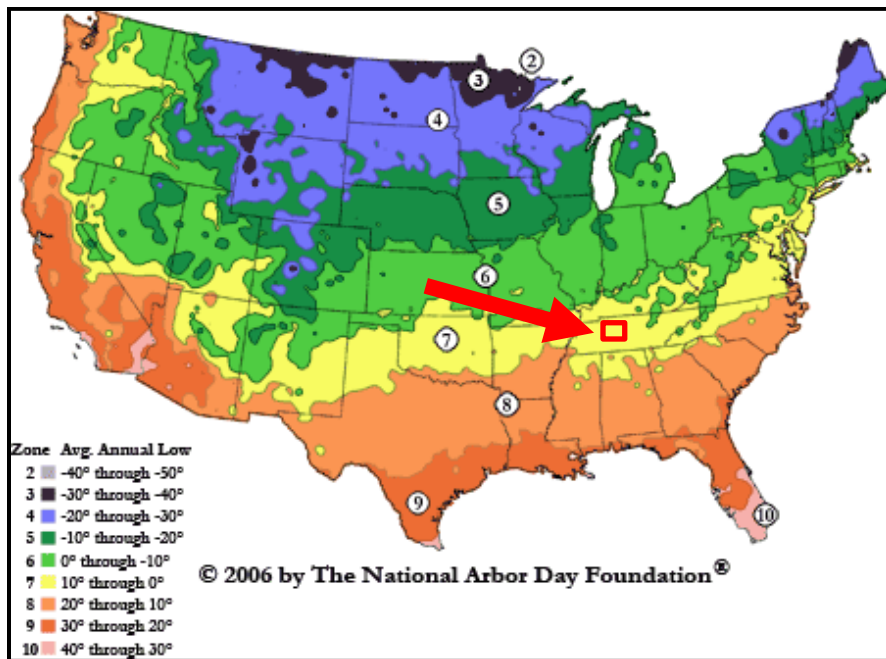 2
3
4
5
6
7
8
9
10
Zone Avg. Annual Low
2 -40° through -50°
3 -30° through -40°
4 -20° through -30°
5 -10° through -20°
6 0° through -10°
7 10° through 0°
8 20° through 10°
9 30° through 20°
10 40° through 30°
© 2006 by The National Arbor Day Foundation®